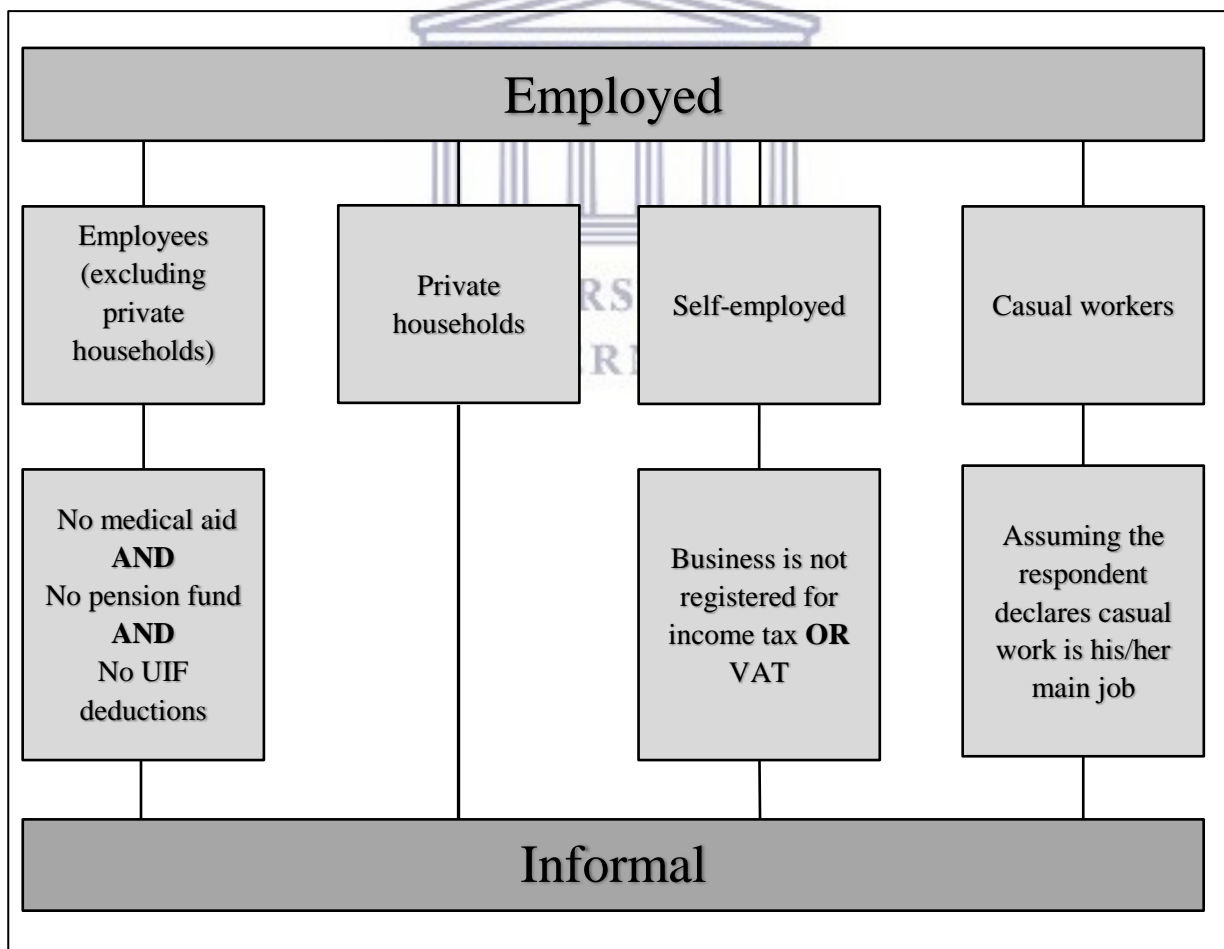 Employed
Employees
(excluding
private
households)
Private
households
Self-employed
Casual workers
No medical aid
AND
No pension fund
AND
No UIF
deductions
Business is not
registered for
income tax OR
VAT
Assuming the
respondent
declares casual
work is his/her
main job
Informal